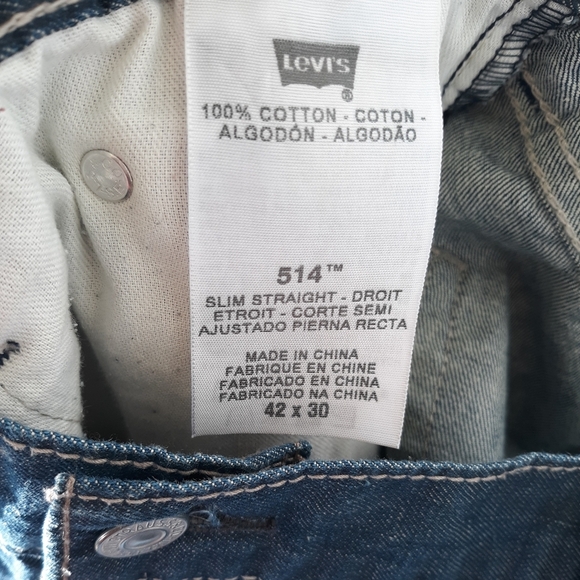 Levi's
®
100% COTTON - COTON -
ALGODÓN - ALGODÃO
514™
SLIM STRAIGHT - DROIT
ETROIT - CORTE SEMI
AJUSTADO PIERNA RECTA
MADE IN CHINA
FABRIQUE EN CHINE
FABRICADO EN CHINA
FABRICADO NA CHINA
42 x 30